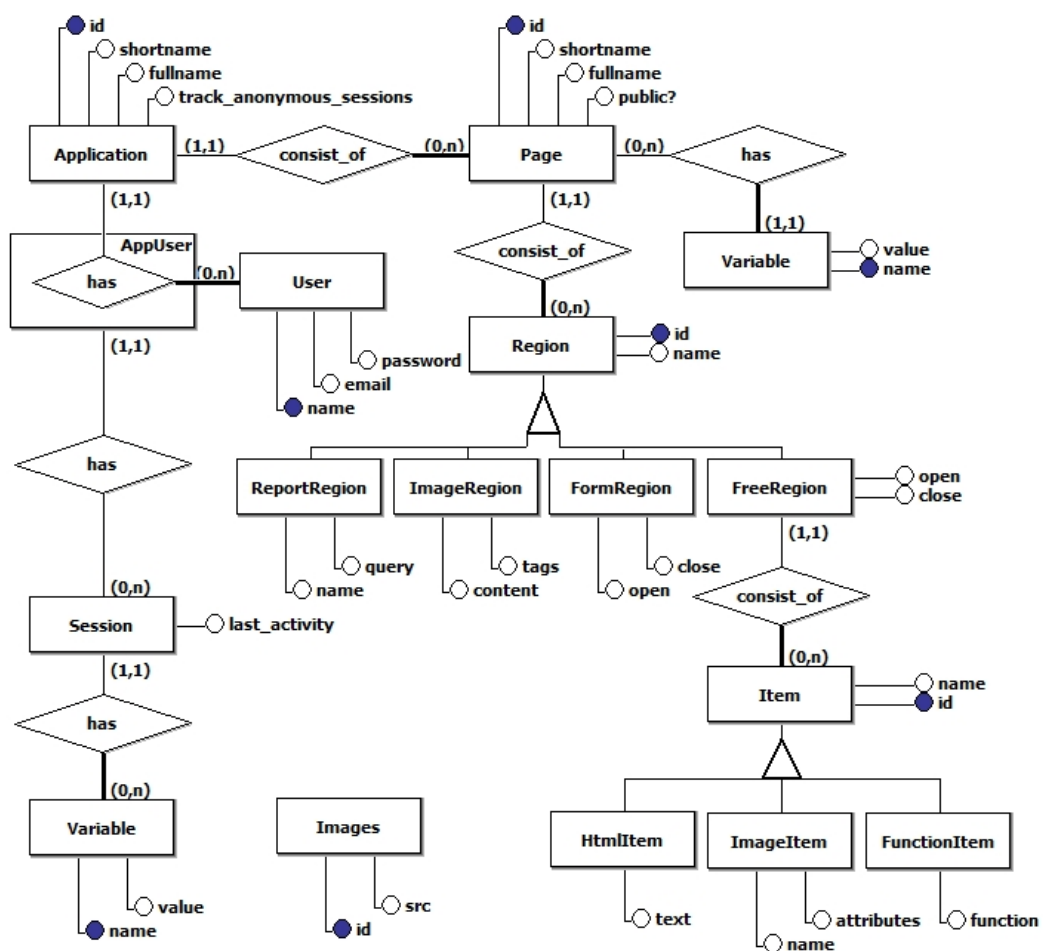 id
shortname
fullname
track_anonymous_sessions
id
shortname
fullname
public?
Application
(1,1)
consist_of
(0,n)
Page
(0,n)
has
(1,1)
(1,1)
(1,1)
AppUser
has
(0.n)
User
consist_of
Variable
value
name
(1,1)
(0,n)
password
email
name
Region
id
name
has
ReportRegion
ImageRegion
FormRegion
FreeRegion
open
close
query
name
tags
content
close
open
(1,1)
consist_of
(0,n)
(0,n)
Session
last_activity
(1,1)
Item
name
id
has
(0,n)
Variable
Images
HtmlItem
ImageItem
FunctionItem
value
name
src
id
text
attributes
name
function